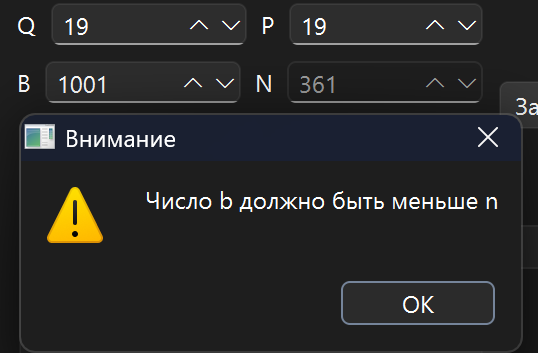 Q 19 P 19
B 1001 N 361
За
Внимание
Число b должно быть меньше n
OK